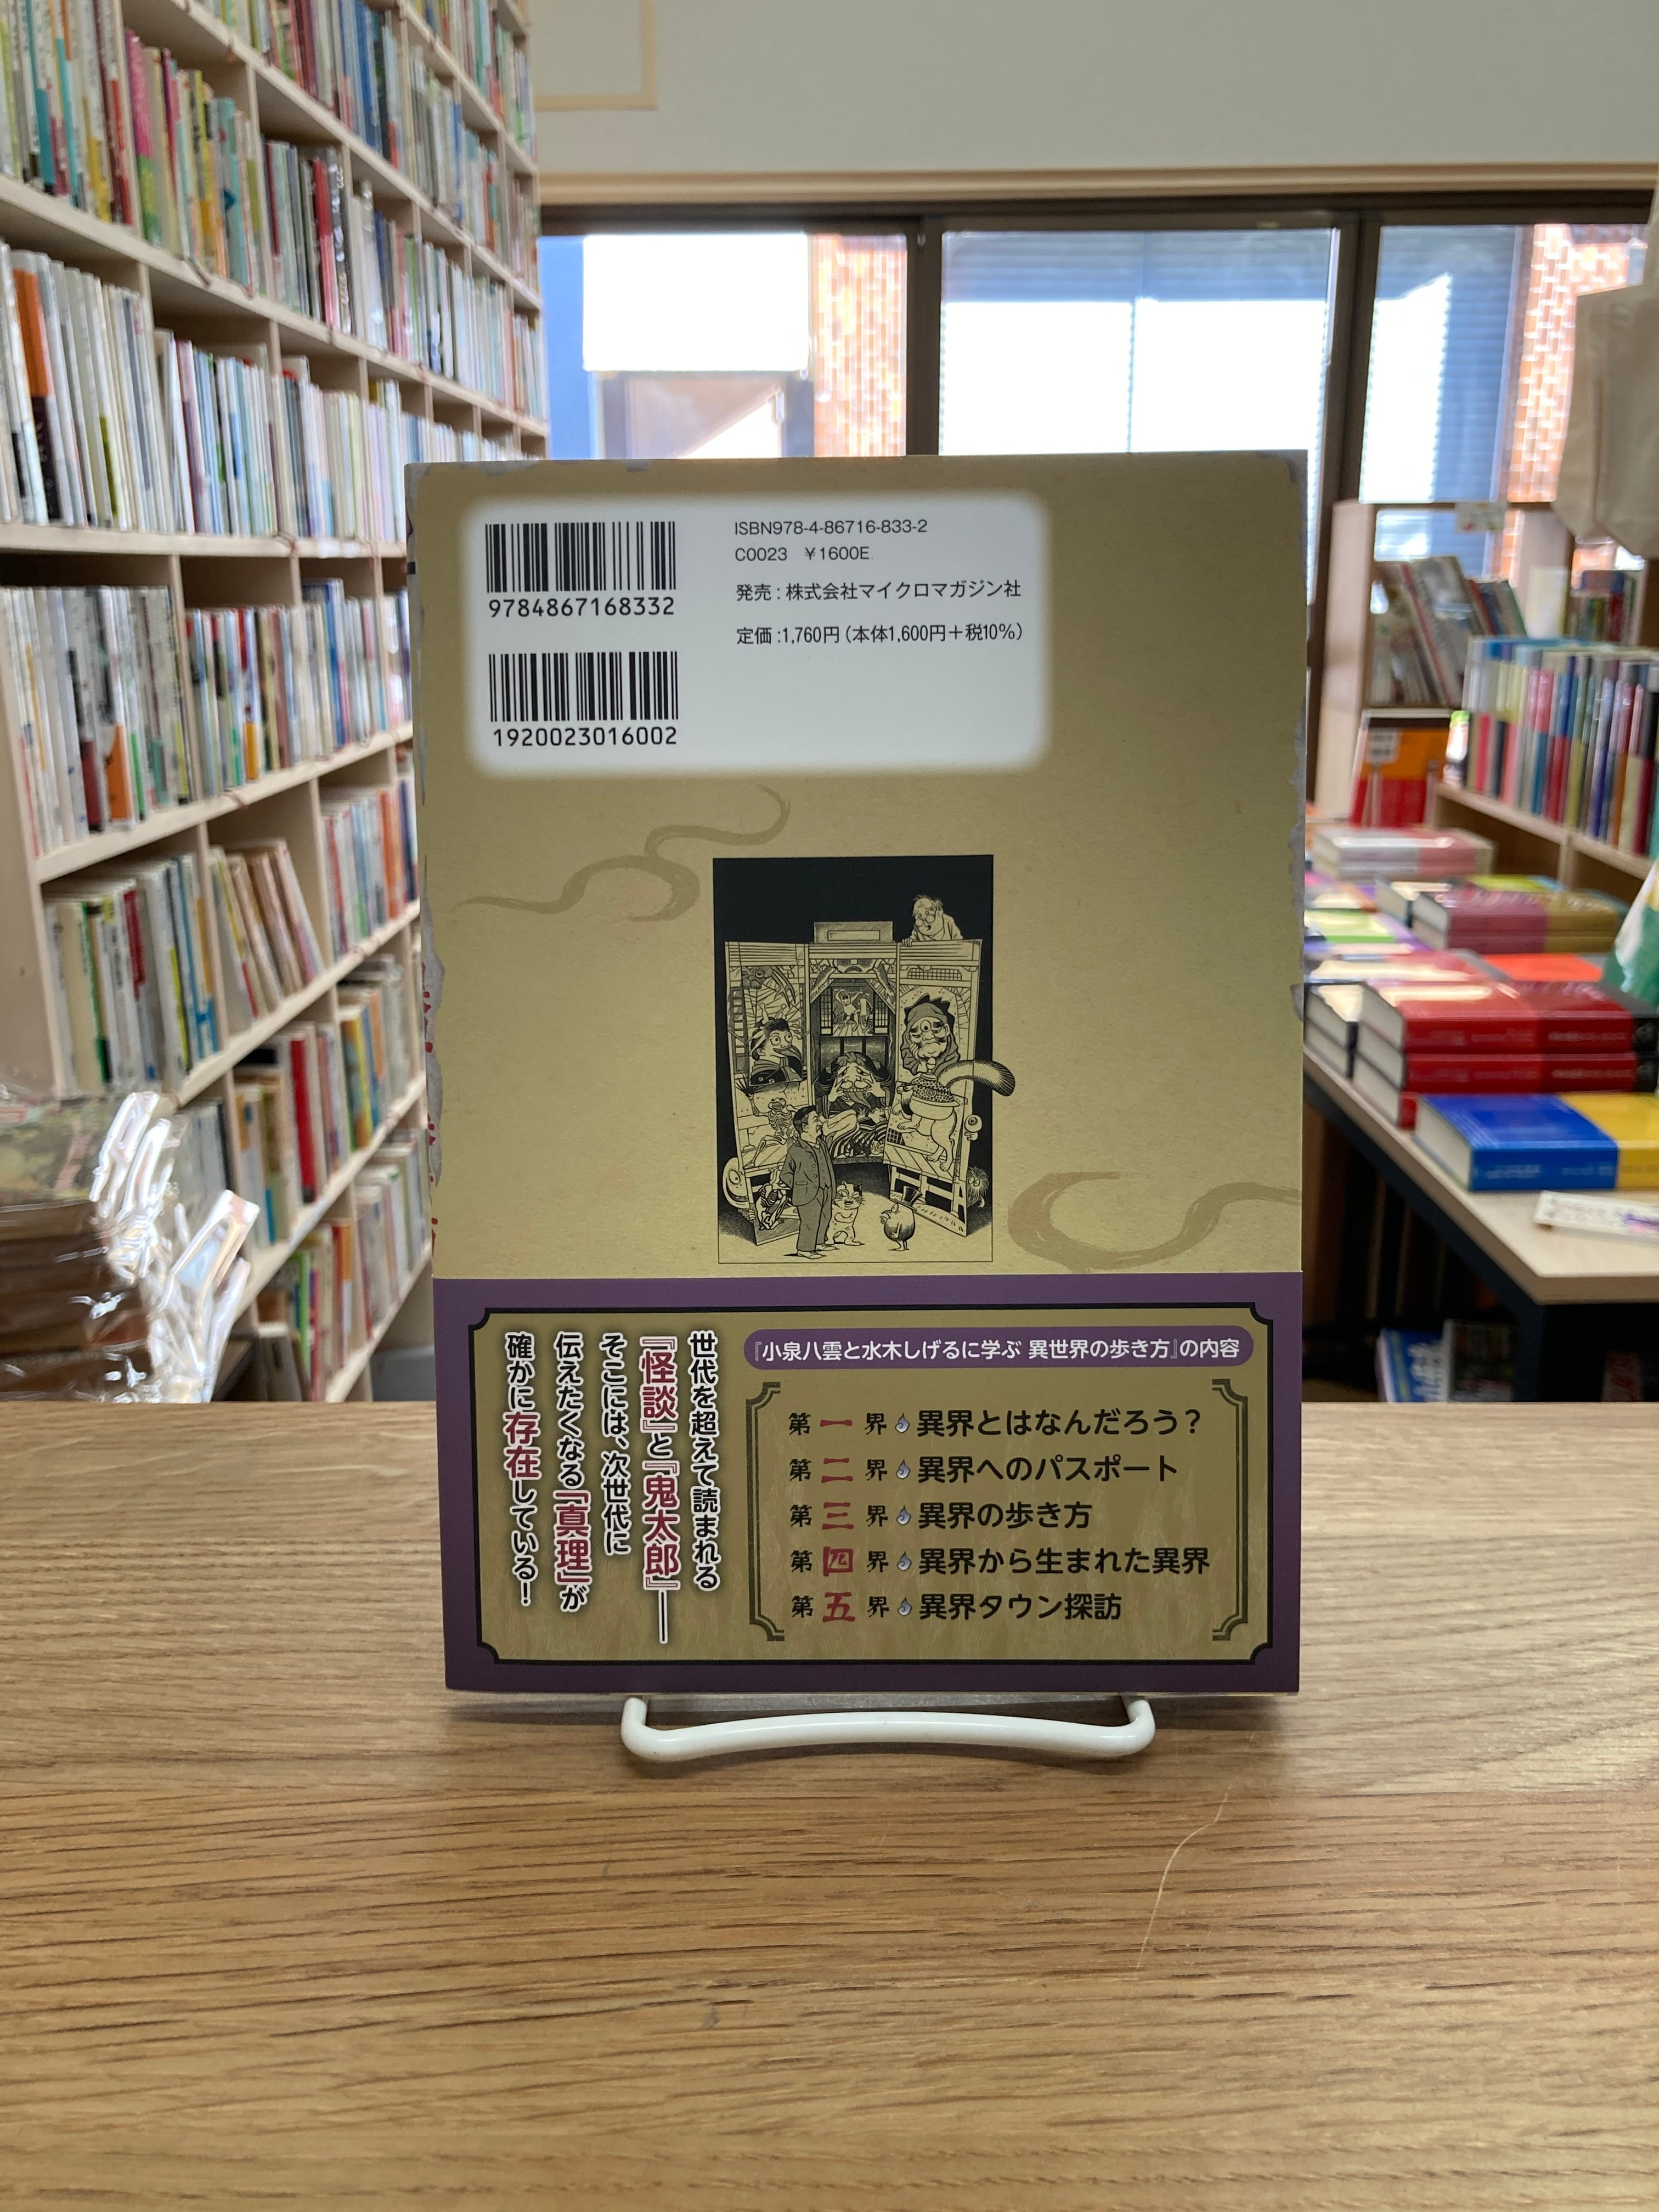 9784867168332
1920023016002
ISBN978-4-86716-833-2
C0023 ¥1600E
発売:株式会社マイクロマガジン社
定価:1,760円(本体1,600円+税10%)
『小泉八雲と水木しげるに学ぶ 異世界の歩き方』の内容
第一界 異界とはなんだろう?
第二界 異界へのパスポート
第三界 異界の歩き方
第四界 異界から生まれた異界
第五界 異界タウン探訪
世代を超えて読まれる
『怪談』と『鬼太郎』――
そこには、次世代に
伝えたくなる「真理」が
確かに存在している!